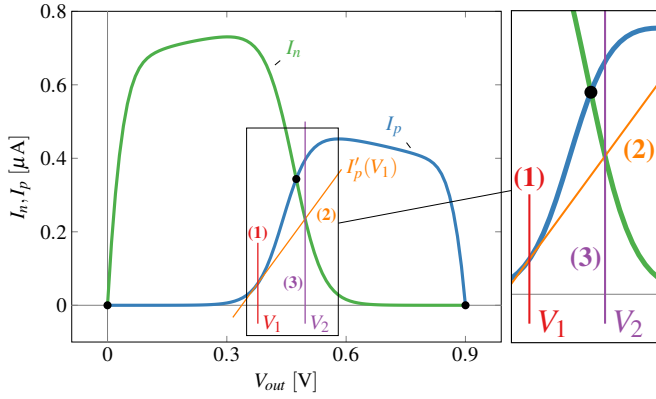 0.8
0.6
0.4
0.2
0
I_n, I_p [μA]
I_n
I_p
I'_p(V_1)
(1)
(2)
(3)
V_1
V_2
0
0.3
0.6
0.9
V_out [V]
(1)
(2)
(3)
V_1
V_2